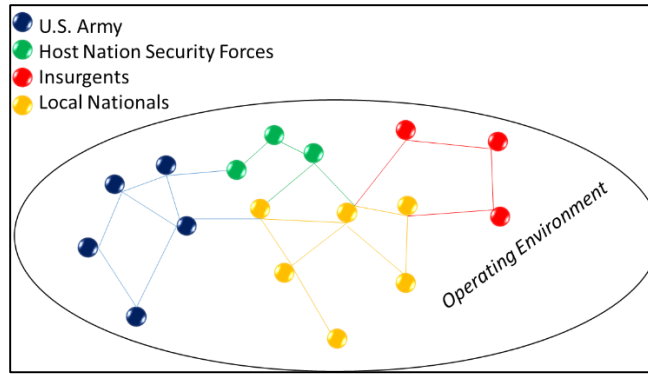 U.S. Army
Host Nation Security Forces
Insurgents
Local Nationals
Operating Environment